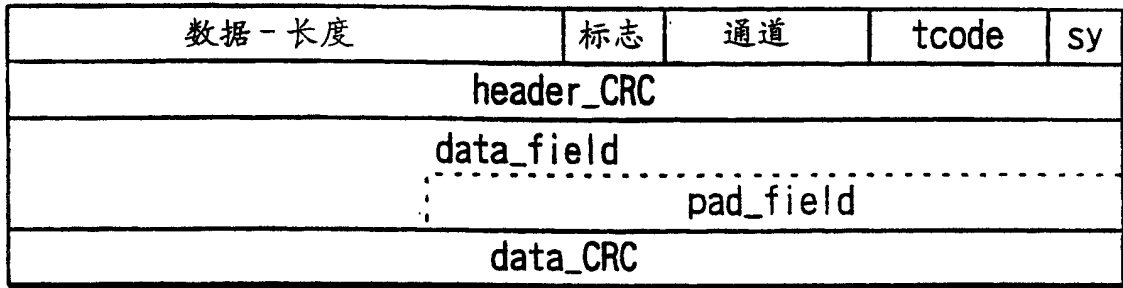 数据-长度 标志 通道 tcode sy
header_CRC
data_field
pad_field
data_CRC